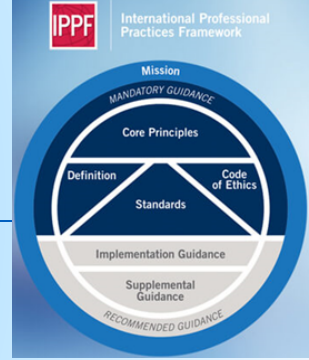 IPPF
International Professional
Practices Framework
Mission
MANDATORY GUIDANCE
Core Principles
Definition
Code
of Ethics
Standards
Implementation Guidance
Supplemental
Guidance
RECOMMENDED GUIDANCE